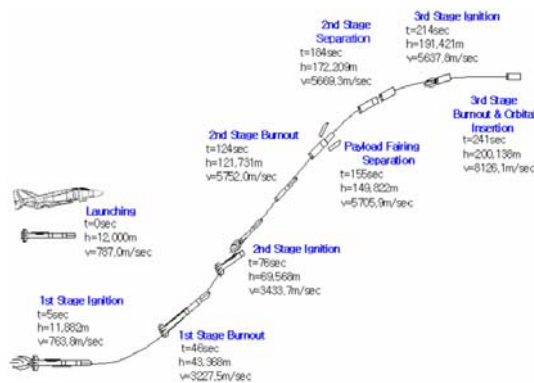 Launching
t=0sec
h=12,000m
v=787.0m/sec
1st Stage Ignition
t=5sec
h=11,882m
v=763.8m/sec
1st Stage Burnout
t=46sec
h=43,368m
v=3227.5m/sec
2nd Stage Ignition
t=76sec
h=69,568m
v=3433.7m/sec
2nd Stage Burnout
t=124sec
h=121,731m
v=5752.0m/sec
Payload Fairing
Separation
t=155sec
h=149,822m
v=5705.9m/sec
2nd Stage
Separation
t=184sec
h=172,209m
v=5669.3m/sec
3rd Stage Ignition
t=214sec
h=191,421m
v=5637.8m/sec
3rd Stage
Burnout & Orbital
Insertion
t=241sec
h=200,138m
v=8126.1m/sec